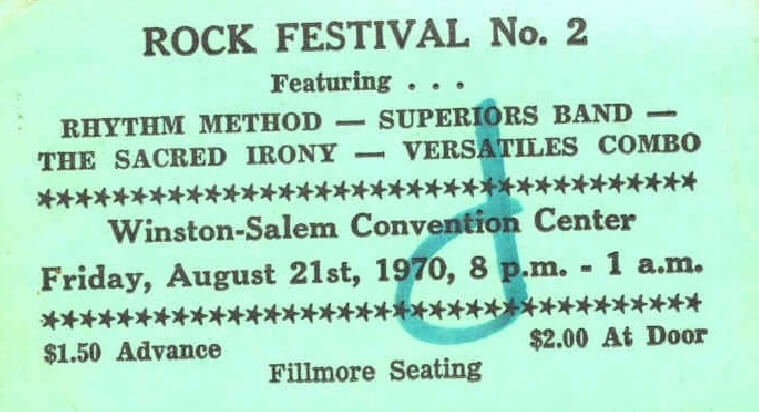 ROCK FESTIVAL No. 2
Featuring . . .
RHYTHM METHOD — SUPERIORS BAND —
THE SACRED IRONY — VERSATILES COMBO
************************************
Winston-Salem Convention Center
Friday, August 21st, 1970, 8 p.m. - 1 a.m.
************************************
$1.50 Advance $2.00 At Door
Fillmore Seating
d